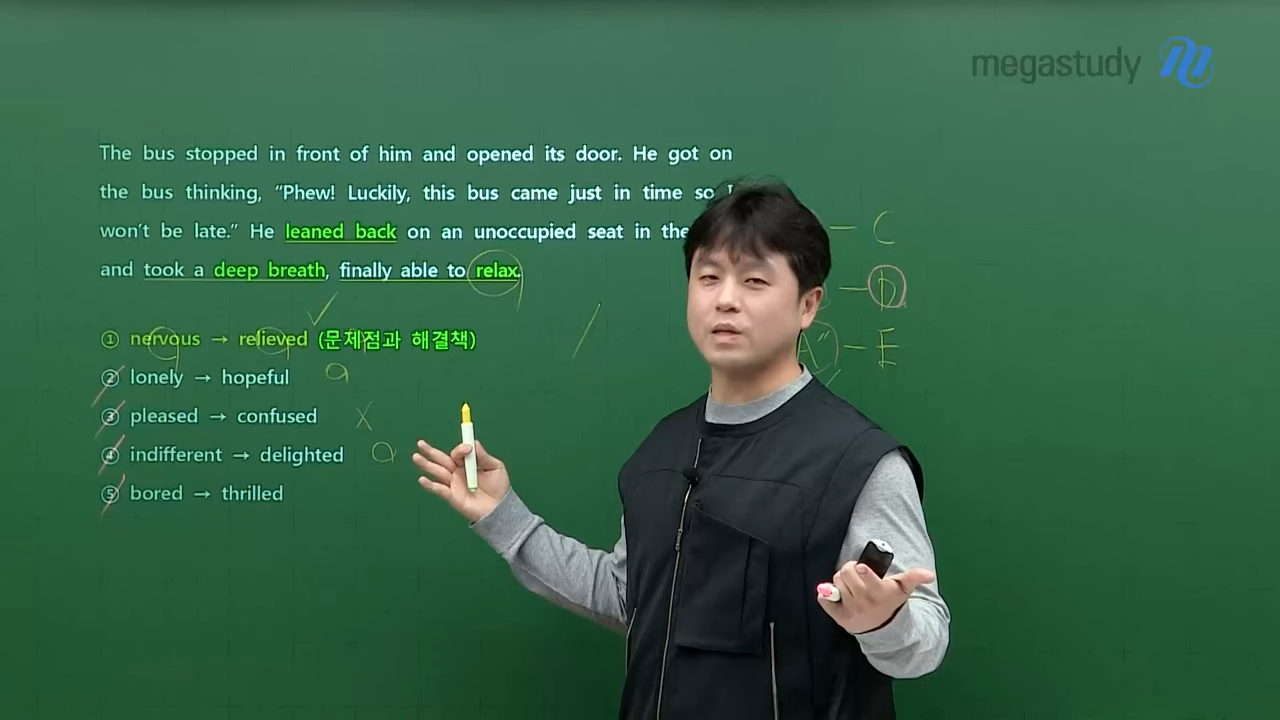 megastudy
The bus stopped in front of him and opened its door. He got on
the bus thinking, “Phew! Luckily, this bus came just in time so I
won’t be late.” He leaned back on an unoccupied seat in the
and took a deep breath, finally able to relax.
① nervous → relieved (문제점과 해결책)
② lonely → hopeful
③ pleased → confused
④ indifferent → delighted
⑤ bored → thrilled
— C
— D
A" — E